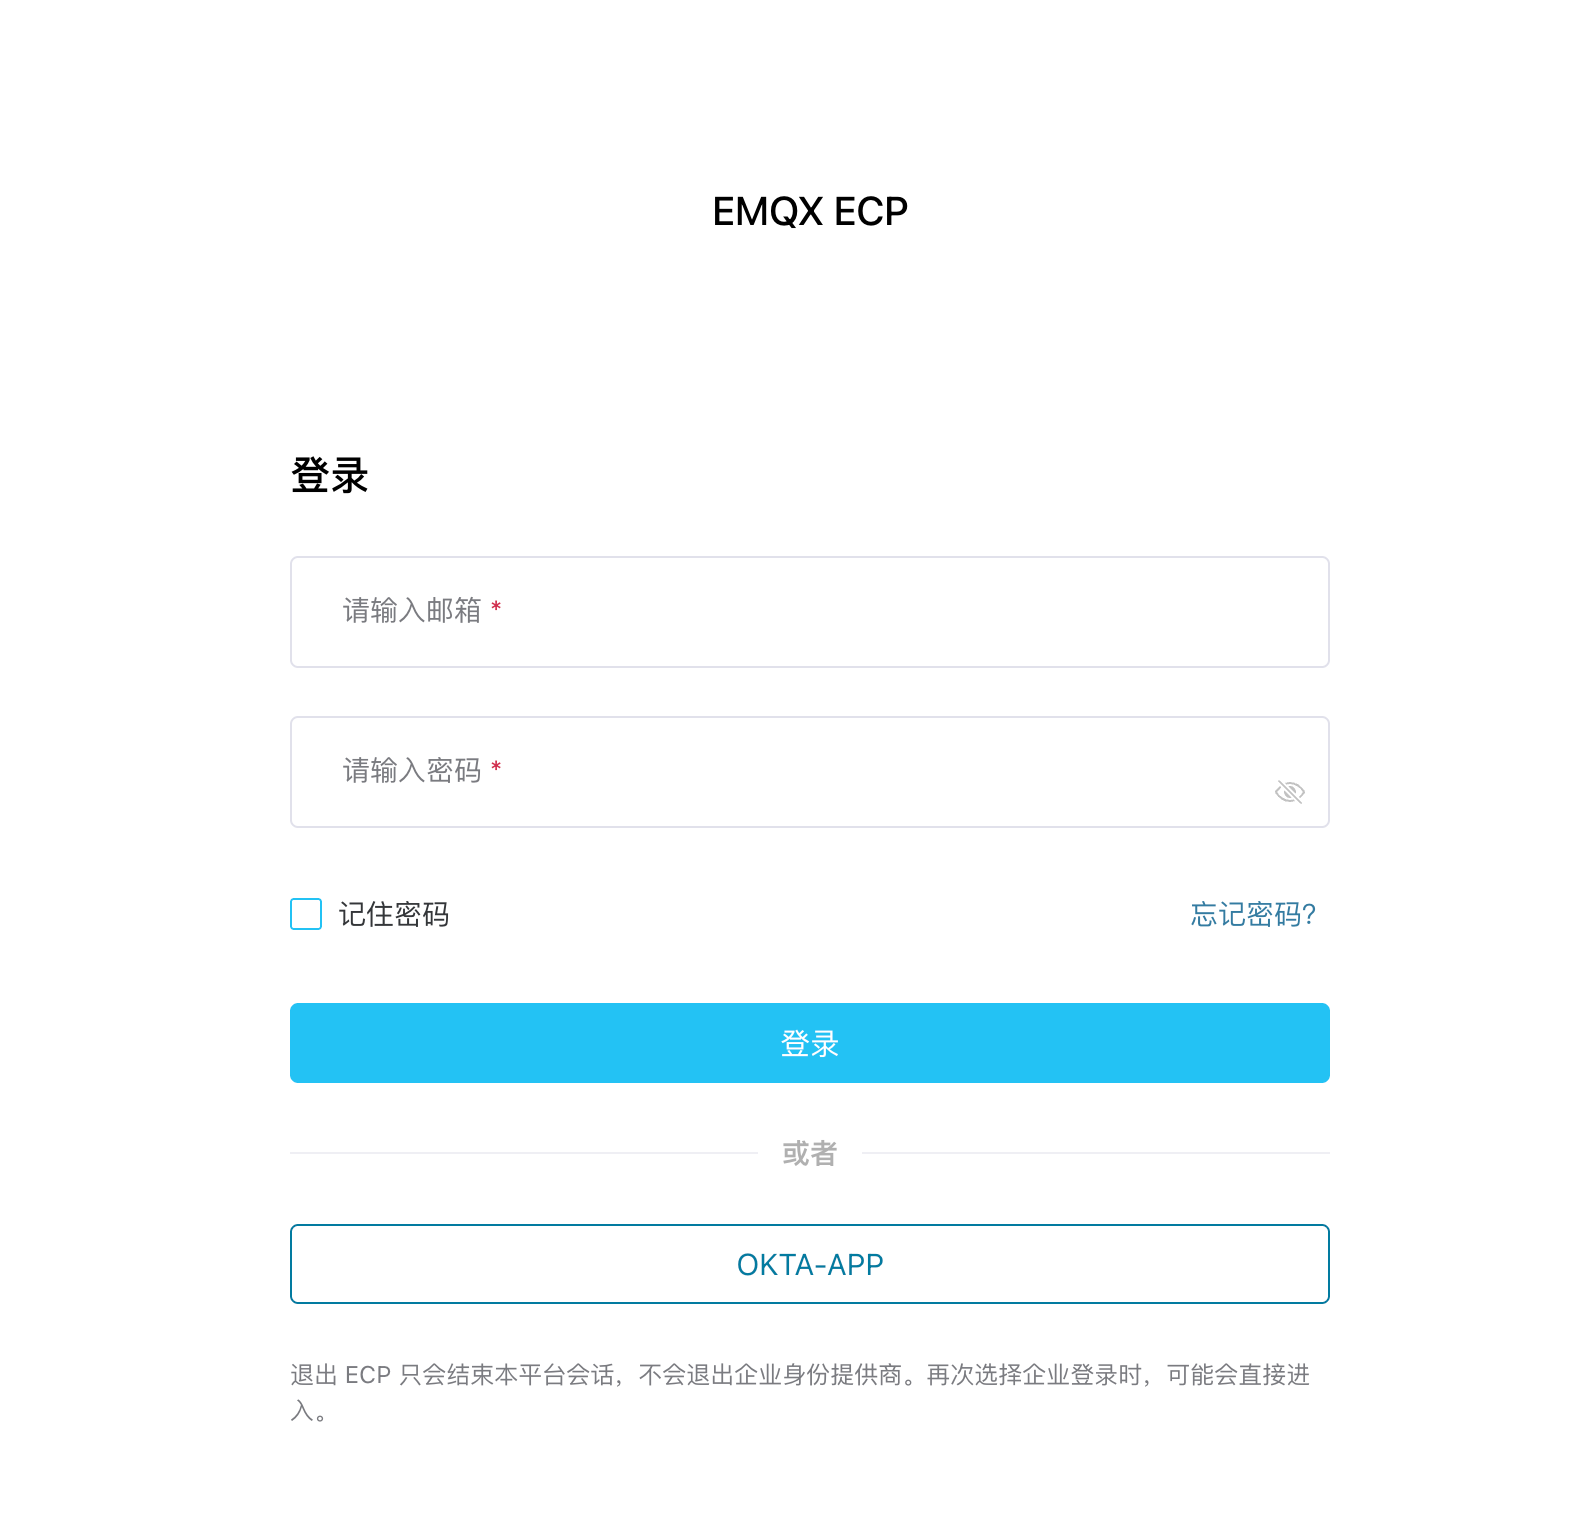 EMQX ECP
登录
请输入邮箱 *
请输入密码 *
记住密码
忘记密码?
登录
或者
OKTA-APP
退出 ECP 只会结束本平台会话，不会退出企业身份提供商。再次选择企业登录时，可能会直接进
入。